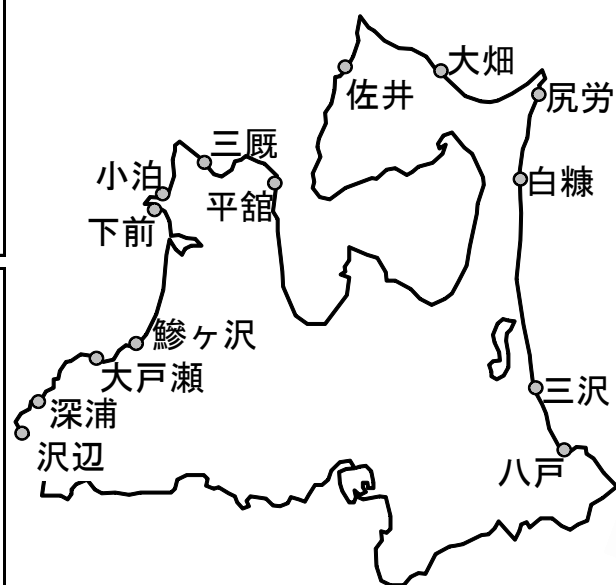 大畑
佐井
尻労
三厩
小泊
白糠
平舘
下前
鰺ヶ沢
大戸瀬
三沢
深浦
沢辺
八戸